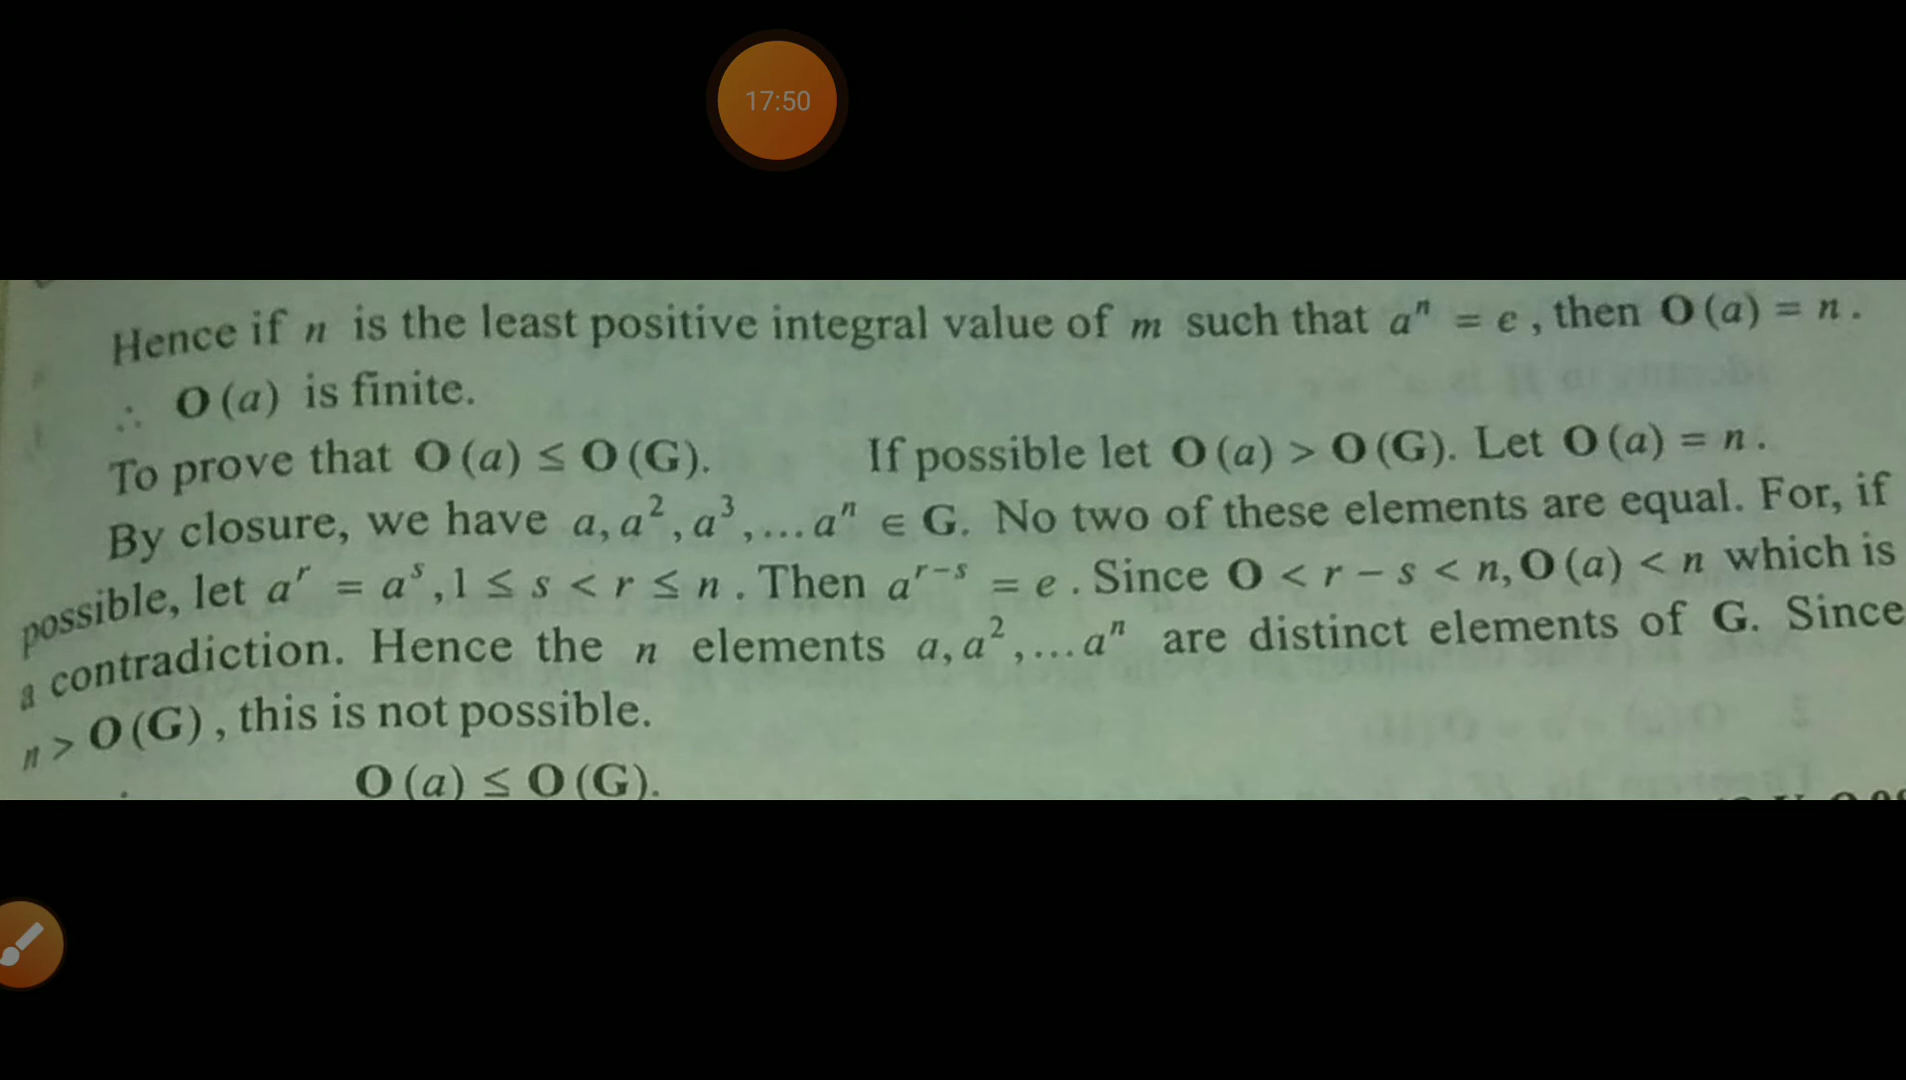 17:50
Hence if n is the least positive integral value of m such that aⁿ = e, then O(a) = n.
∴ O(a) is finite.
To prove that O(a) ≤ O(G). If possible let O(a) > O(G). Let O(a) = n.
By closure, we have a, a², a³, ... aⁿ ∈ G. No two of these elements are equal. For, if
possible, let aʳ = aˢ, 1 ≤ s < r ≤ n. Then aʳ⁻ˢ = e. Since O < r – s < n, O(a) < n which is
a contradiction. Hence the n elements a, a², ... aⁿ are distinct elements of G. Since
n > O(G), this is not possible.
O(a) ≤ O(G).